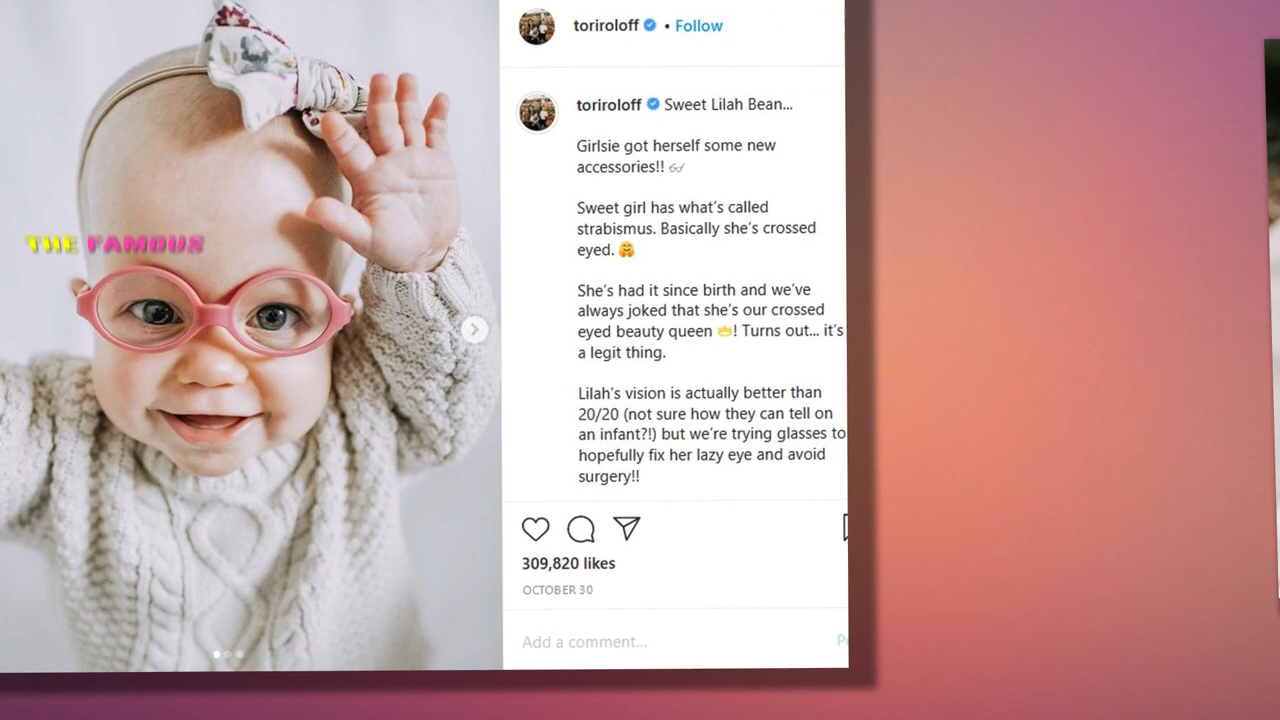 THE FAMOUS
toriroloff • Follow
toriroloff Sweet Lilah Bean...
Girlsie got herself some new
accessories!! 👓
Sweet girl has what's called
strabismus. Basically she's crossed
eyed. 🤗
She's had it since birth and we've
always joked that she's our crossed
eyed beauty queen 👑! Turns out... it's
a legit thing.
Lilah's vision is actually better than
20/20 (not sure how they can tell on
an infant?!) but we're trying glasses to
hopefully fix her lazy eye and avoid
surgery!!
309,820 likes
OCTOBER 30
Add a comment...